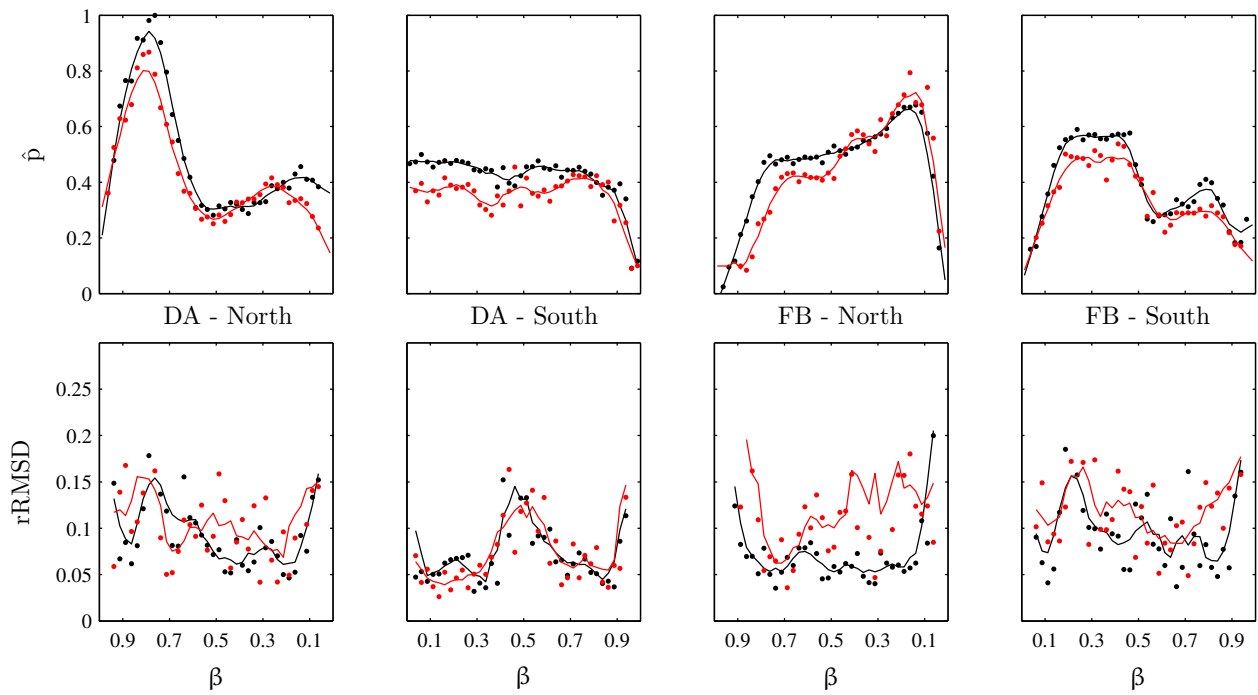 1
0.8
0.6
0.4
0.2
0
p̂
DA - North
DA - South
FB - North
FB - South
0.25
0.2
0.15
0.1
0.05
0
rRMSD
0.9 0.7 0.5 0.3 0.1
0.1 0.3 0.5 0.7 0.9
0.9 0.7 0.5 0.3 0.1
0.1 0.3 0.5 0.7 0.9
β
β
β
β